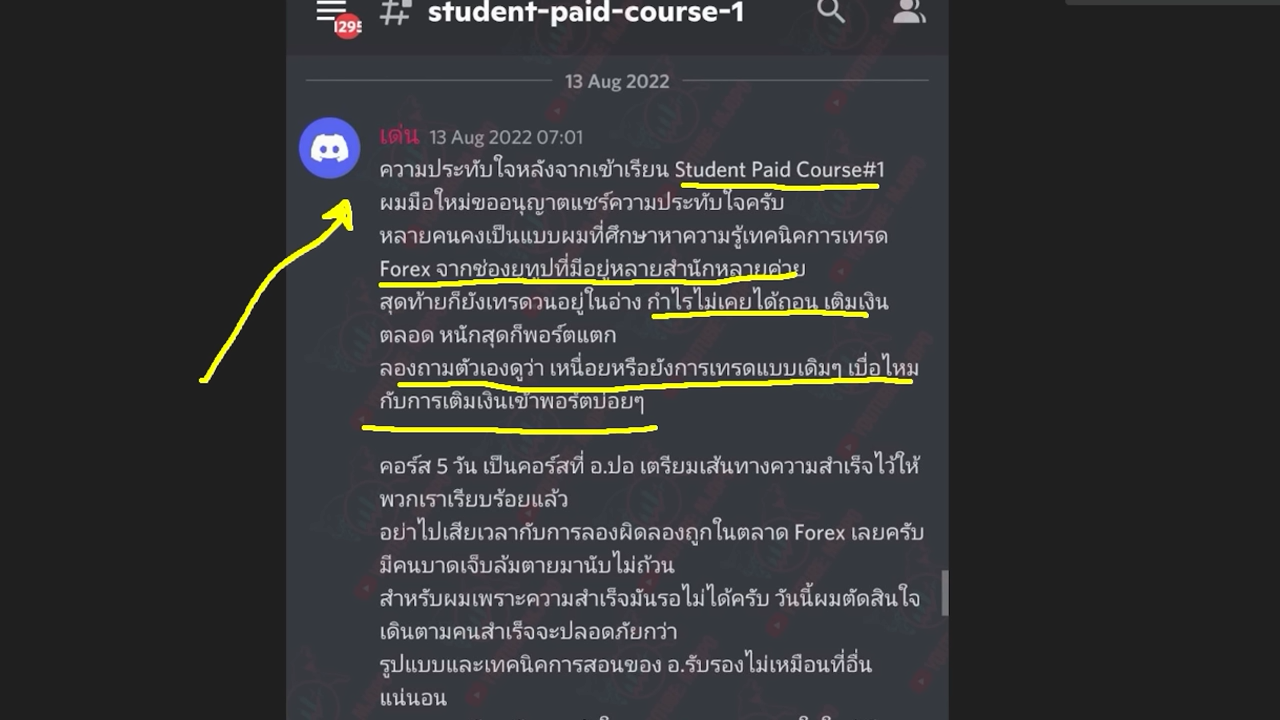 1295
student-paid-course-1
13 Aug 2022
เด่น 13 Aug 2022 07:01
ความประทับใจหลังจากเข้าเรียน Student Paid Course#1
ผมมือใหม่ขออนุญาตแชร์ความประทับใจครับ
หลายคนคงเป็นแบบผมที่ศึกษาหาความรู้เทคนิคการเทรด
Forex จากช่องยูทูปที่มีอยู่หลายสำนักหลายค่าย
สุดท้ายก็ยังเทรดวนอยู่ในอ่าง กำไรไม่เคยได้ถอน เติมเงิน
ตลอด หนักสุดก็พอร์ตแตก
ลองถามตัวเองดูว่า เหนื่อยหรือยังการเทรดแบบเดิมๆ เบื่อไหม
กับการเติมเงินเข้าพอร์ตบ่อยๆ
คอร์ส 5 วัน เป็นคอร์สที่ อ.ปอ เตรียมเส้นทางความสำเร็จไว้ให้
พวกเราเรียบร้อยแล้ว
อย่าไปเสียเวลากับการลองผิดลองถูกในตลาด Forex เลยครับ
มีคนบาดเจ็บล้มตายมานับไม่ถ้วน
สำหรับผมเพราะความสำเร็จมันรอไม่ได้ครับ วันนี้ผมตัดสินใจ
เดินตามคนสำเร็จจะปลอดภัยกว่า
รูปแบบและเทคนิคการสอนของ อ.รับรองไม่เหมือนที่อื่น
แน่นอน